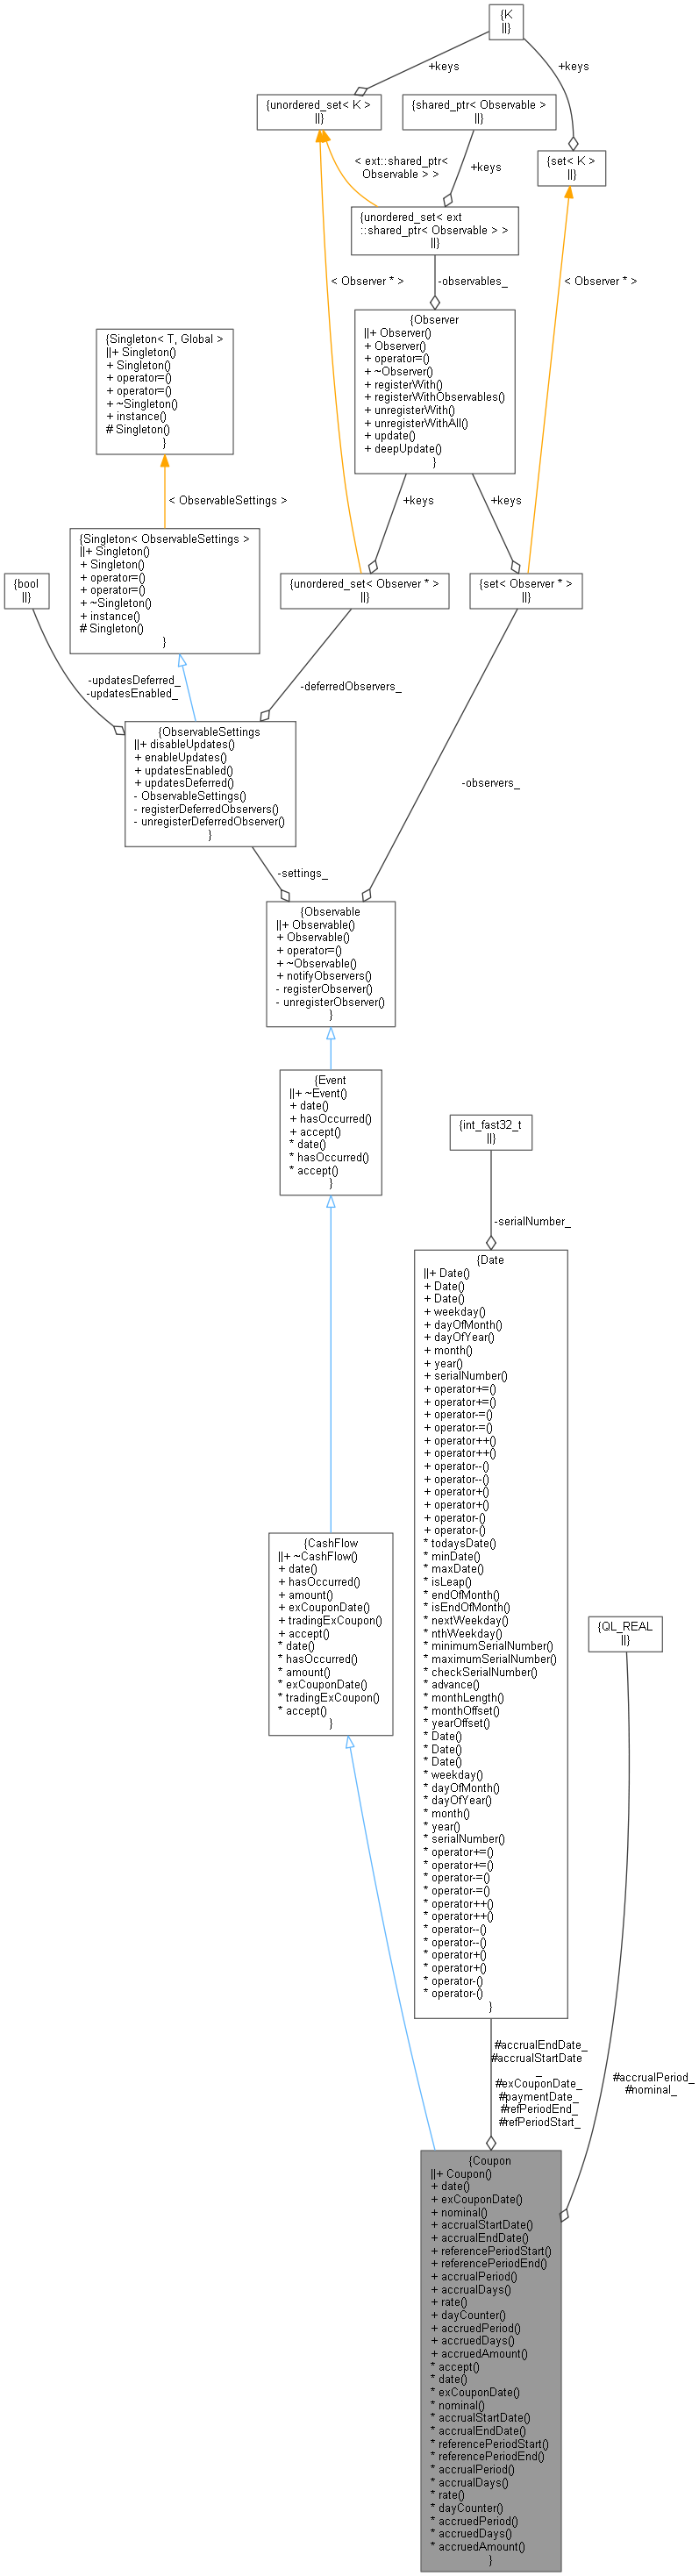 {K
||}
+keys
+keys
{unordered_set< K >
||}
{shared_ptr< Observable >
||}
{set< K >
||}
< ext::shared_ptr<
Observable > >
+keys
{unordered_set< ext
::shared_ptr< Observable > >
||}
< Observer * >
-observables_
< Observer * >
{Observer
||+ Observer()
+ Observer()
+ operator=()
+ ~Observer()
+ registerWith()
+ registerWithObservables()
+ unregisterWith()
+ unregisterWithAll()
+ update()
+ deepUpdate()
}
{Singleton< T, Global >
||+ Singleton()
+ Singleton()
+ operator=()
+ operator=()
+ ~Singleton()
+ instance()
# Singleton()
}
< ObservableSettings >
+keys
+keys
{Singleton< ObservableSettings >
||+ Singleton()
+ Singleton()
+ operator=()
+ operator=()
+ ~Singleton()
+ instance()
# Singleton()
}
{bool
||}
{unordered_set< Observer * >
||}
{set< Observer * >
||}
-updatesDeferred_
-updatesEnabled_
-deferredObservers_
{ObservableSettings
||+ disableUpdates()
+ enableUpdates()
+ updatesEnabled()
+ updatesDeferred()
- ObservableSettings()
- registerDeferredObservers()
- unregisterDeferredObserver()
}
-observers_
-settings_
{Observable
||+ Observable()
+ Observable()
+ operator=()
+ ~Observable()
+ notifyObservers()
- registerObserver()
- unregisterObserver()
}
{Event
||+ ~Event()
+ date()
+ hasOccurred()
+ accept()
* date()
* hasOccurred()
* accept()
}
{int_fast32_t
||}
-serialNumber_
{Date
||+ Date()
+ Date()
+ Date()
+ weekday()
+ dayOfMonth()
+ dayOfYear()
+ month()
+ year()
+ serialNumber()
+ operator+=()
+ operator+=()
+ operator-=()
+ operator-=()
+ operator++()
+ operator++()
+ operator--()
+ operator--()
+ operator+()
+ operator+()
+ operator-()
+ operator-()
* todaysDate()
* minDate()
* maxDate()
* isLeap()
* endOfMonth()
* isEndOfMonth()
* nextWeekday()
* nthWeekday()
* minimumSerialNumber()
* maximumSerialNumber()
* checkSerialNumber()
* advance()
* monthLength()
* monthOffset()
* yearOffset()
* Date()
* Date()
* Date()
* weekday()
* dayOfMonth()
* dayOfYear()
* month()
* year()
* serialNumber()
* operator+=()
* operator+=()
* operator-=()
* operator-=()
* operator++()
* operator++()
* operator--()
* operator--()
* operator+()
* operator+()
* operator-()
* operator-()
}
{CashFlow
||+ ~CashFlow()
+ date()
+ hasOccurred()
+ amount()
+ exCouponDate()
+ tradingExCoupon()
+ accept()
* date()
* hasOccurred()
* amount()
* exCouponDate()
* tradingExCoupon()
* accept()
}
{QL_REAL
||}
#accrualEndDate_
#accrualStartDate
_
#exCouponDate_
#paymentDate_
#refPeriodEnd_
#refPeriodStart_
#accrualPeriod_
#nominal_
{Coupon
||+ Coupon()
+ date()
+ exCouponDate()
+ nominal()
+ accrualStartDate()
+ accrualEndDate()
+ referencePeriodStart()
+ referencePeriodEnd()
+ accrualPeriod()
+ accrualDays()
+ rate()
+ dayCounter()
+ accruedPeriod()
+ accruedDays()
+ accruedAmount()
* accept()
* date()
* exCouponDate()
* nominal()
* accrualStartDate()
* accrualEndDate()
* referencePeriodStart()
* referencePeriodEnd()
* accrualPeriod()
* accrualDays()
* rate()
* dayCounter()
* accruedPeriod()
* accruedDays()
* accruedAmount()
}